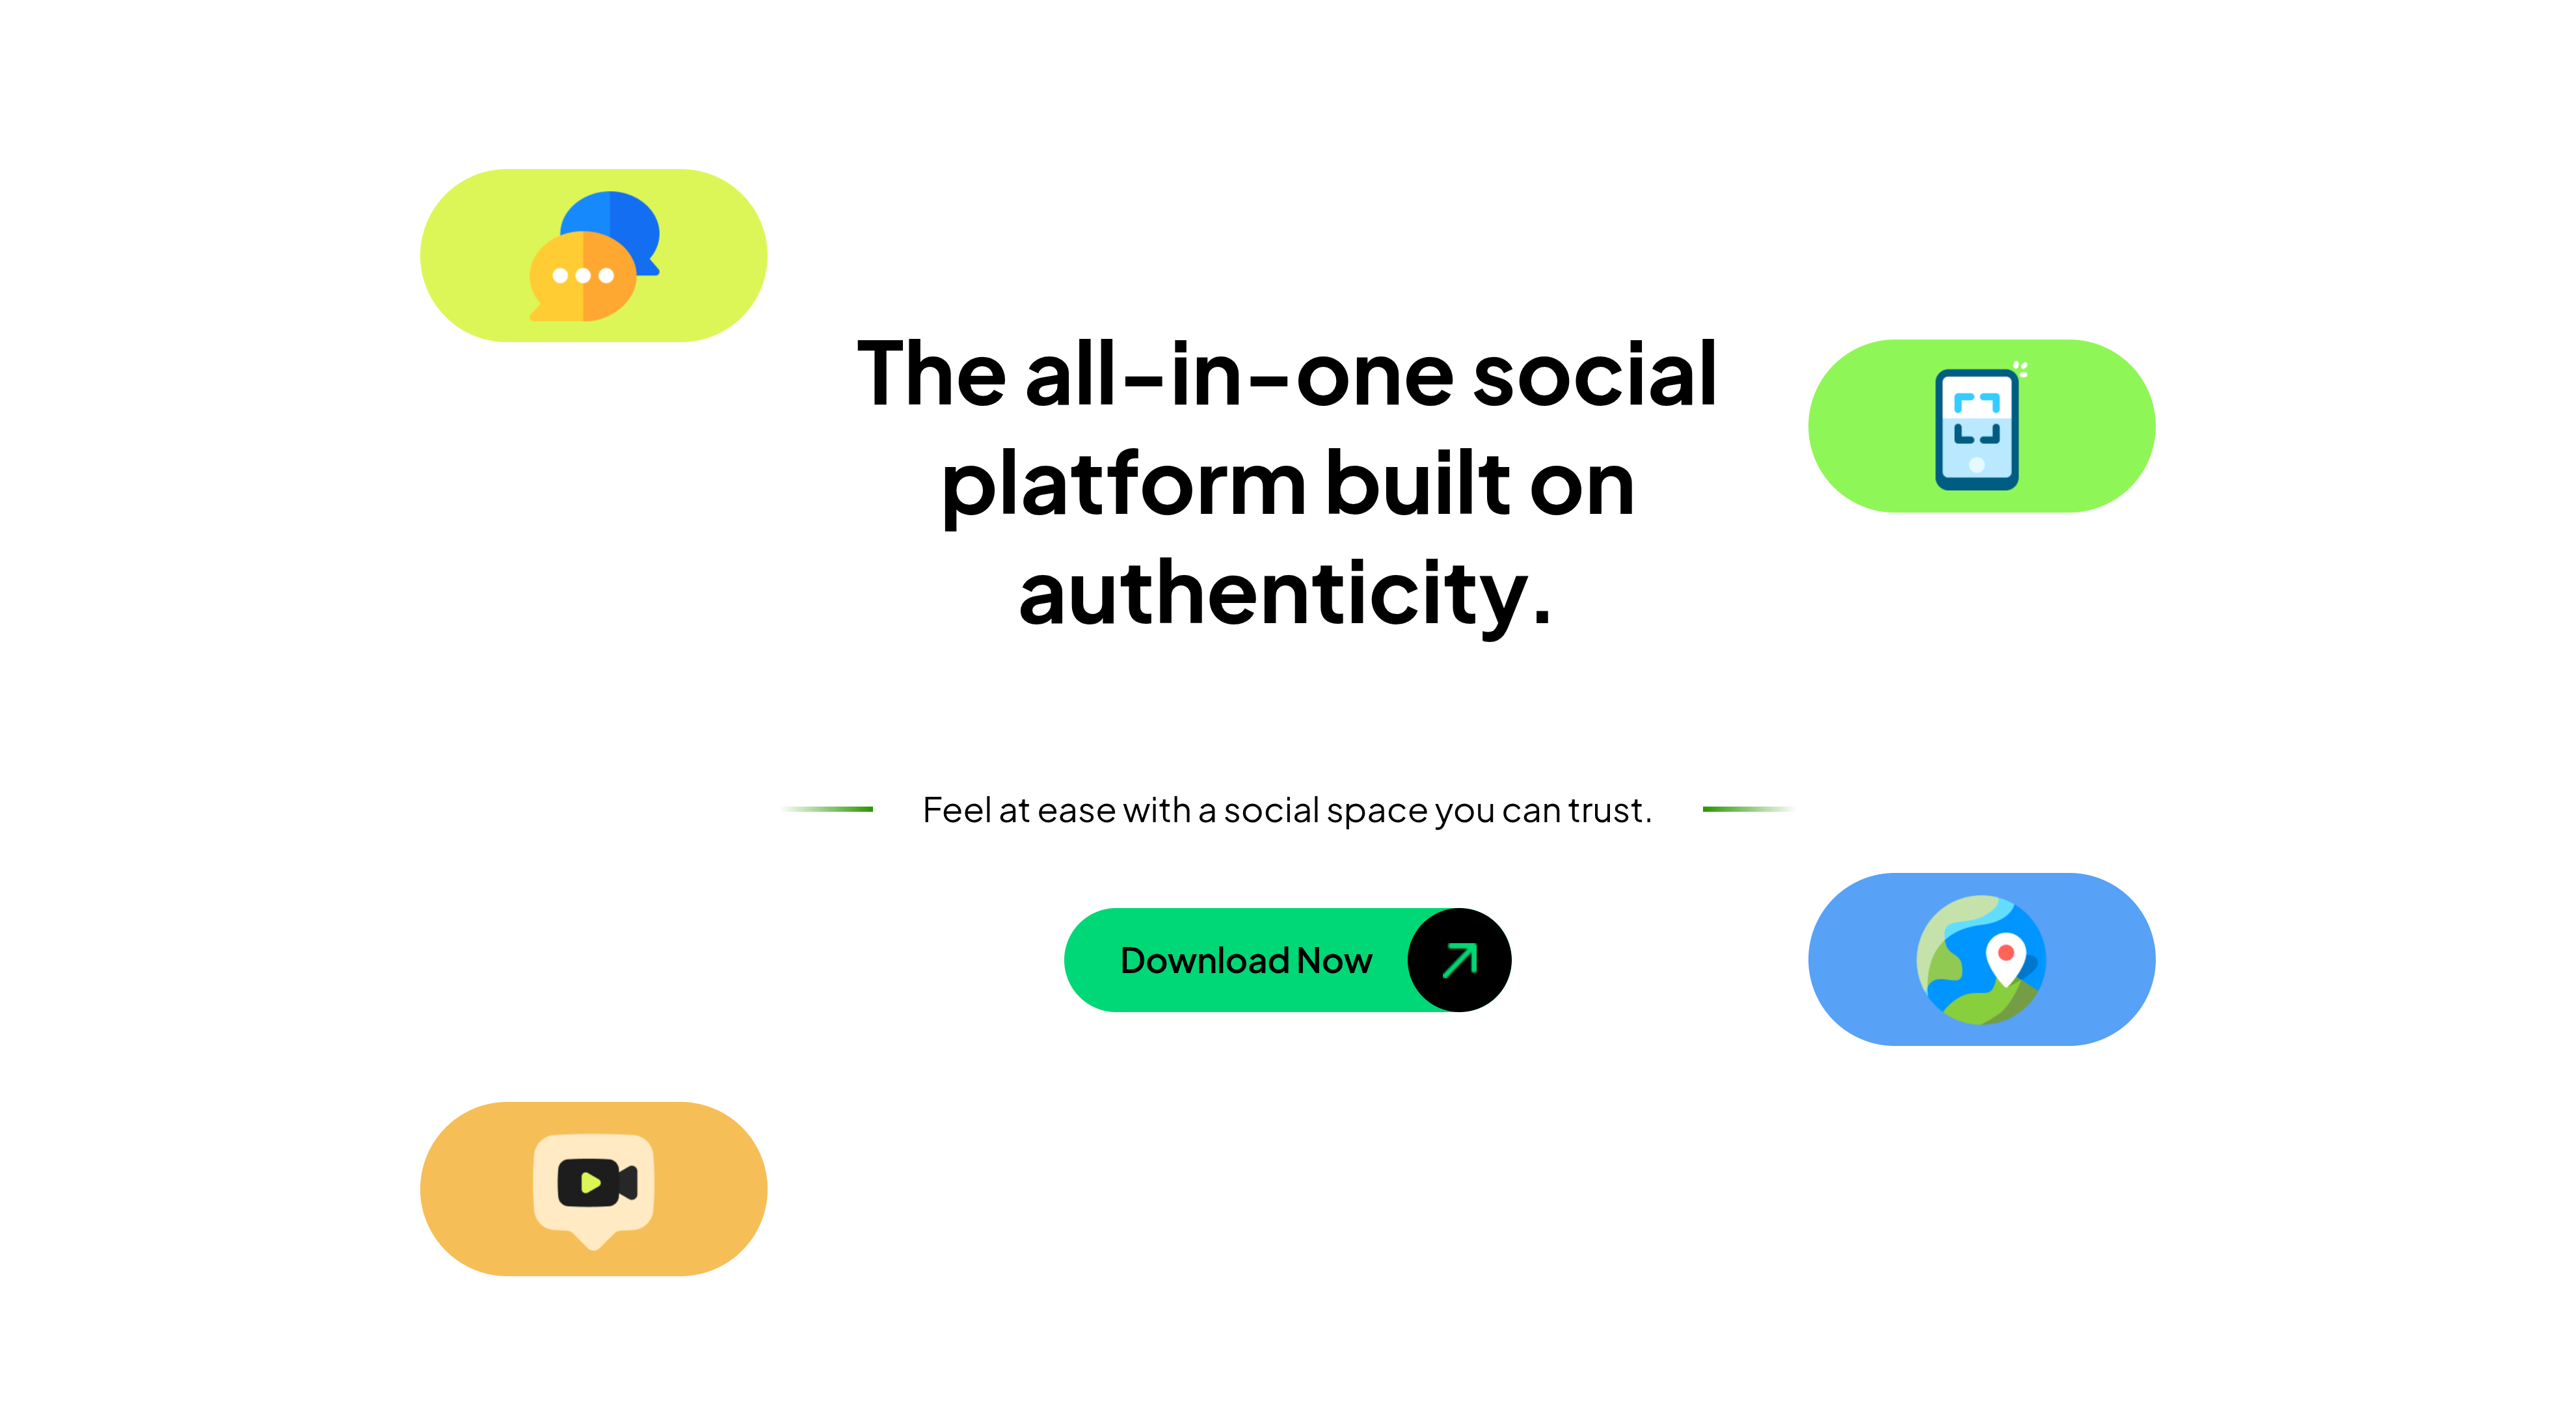 The all-in-one social
platform built on
authenticity.
Feel at ease with a social space you can trust.
Download Now